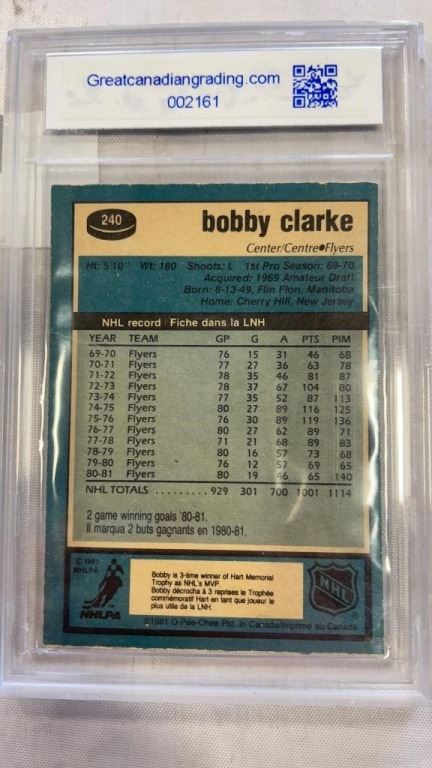 Greatcanadiangrading.com
002161
240
bobby clarke
Center/Centre•Flyers
Ht: 5'10" Wt: 180 Shoots: L 1st Pro Season: 69-70
Acquired: 1969 Amateur Draft
Born: 8-13-49, Flin Flon, Manitoba
Home: Cherry Hill, New Jersey
NHL record / Fiche dans la LNH
YEAR TEAM GP G A PTS PIM
69-70 Flyers 76 15 31 46 68
70-71 Flyers 77 27 36 63 78
71-72 Flyers 78 35 46 81 87
72-73 Flyers 78 37 67 104 80
73-74 Flyers 77 35 52 87 113
74-75 Flyers 80 27 89 116 125
75-76 Flyers 76 30 89 119 136
76-77 Flyers 80 27 62 89 71
77-78 Flyers 71 21 68 89 83
78-79 Flyers 80 16 57 73 68
79-80 Flyers 76 12 57 69 65
80-81 Flyers 80 19 46 65 140
NHL TOTALS .......... 929 301 700 1001 1114
2 game winning goals '80-81.
Il marqua 2 buts gagnants en 1980-81.
NHLPA
NHLPA
Bobby is 3-time winner of Hart Memorial
Trophy as NHL's MVP.
Bobby décrocha à 3 reprises le Trophée
commémoratif Hart en tant que joueur le
plus utile de la LNH.
NHL
©1981 O-Pee-Chee Ptd. in Canada/Imprimé au Canada